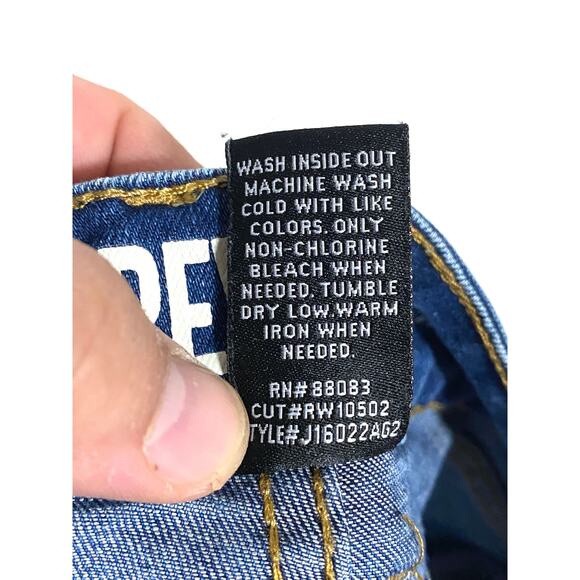 WASH INSIDE OUT
MACHINE WASH
COLD WITH LIKE
COLORS. ONLY
NON-CHLORINE
BLEACH WHEN
NEEDED. TUMBLE
DRY LOW.WARM
IRON WHEN
NEEDED.
RN#88083
CUT#RW10502
TYLE#J16022AG2